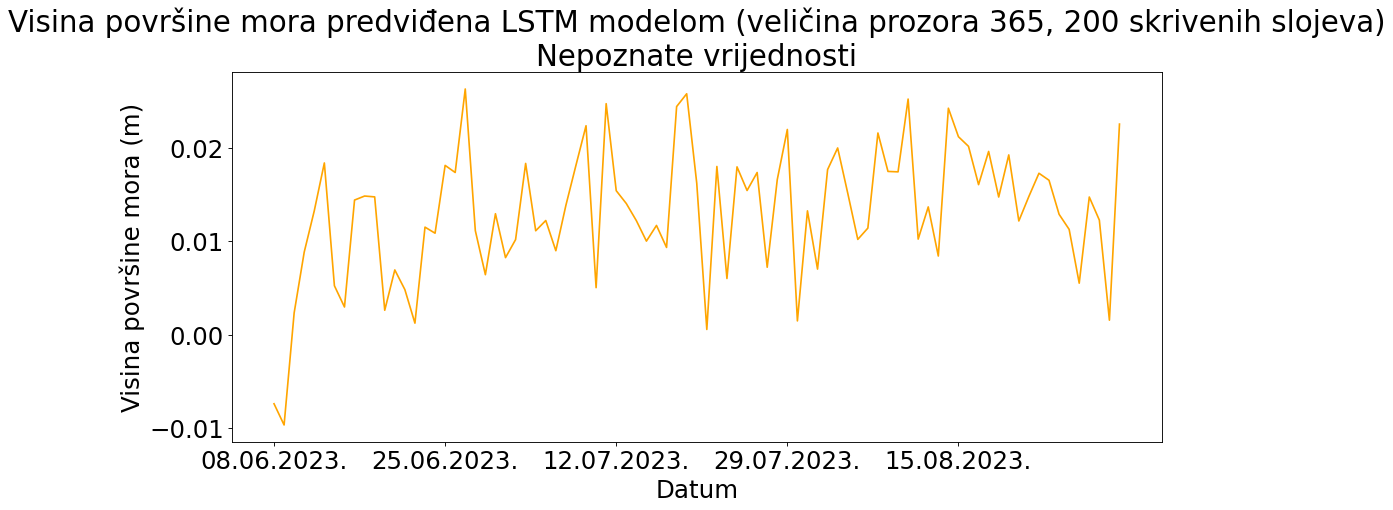 Visina površine mora predviđena LSTM modelom (veličina prozora 365, 200 skrivenih slojeva)
Nepoznate vrijednosti
Visina površine mora (m)
0.02
0.01
0.00
−0.01
08.06.2023. 25.06.2023. 12.07.2023. 29.07.2023. 15.08.2023.
Datum